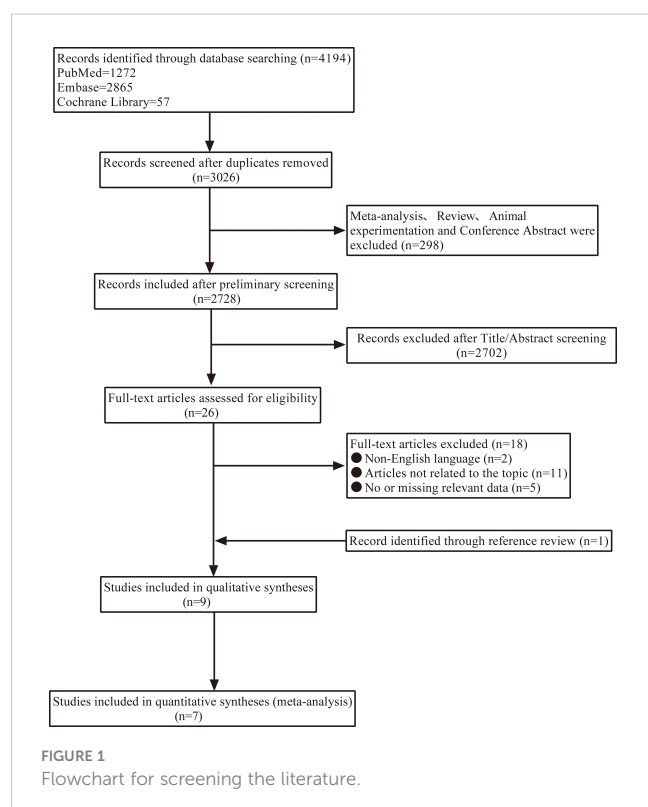 Records identified through database searching (n=4194)
PubMed=1272
Embase=2865
Cochrane Library=57
Records screened after duplicates removed
(n=3026)
Meta-analysis、Review、Animal
experimentation and Conference Abstract were
excluded (n=298)
Records included after preliminary screening
(n=2728)
Records excluded after Title/Abstract screening
(n=2702)
Full-text articles assessed for eligibility
(n=26)
Full-text articles excluded (n=18)
● Non-English language (n=2)
● Articles not related to the topic (n=11)
● No or missing relevant data (n=5)
Record identified through reference review (n=1)
Studies included in qualitative syntheses
(n=9)
Studies included in quantitative syntheses (meta-analysis)
(n=7)
FIGURE 1
Flowchart for screening the literature.